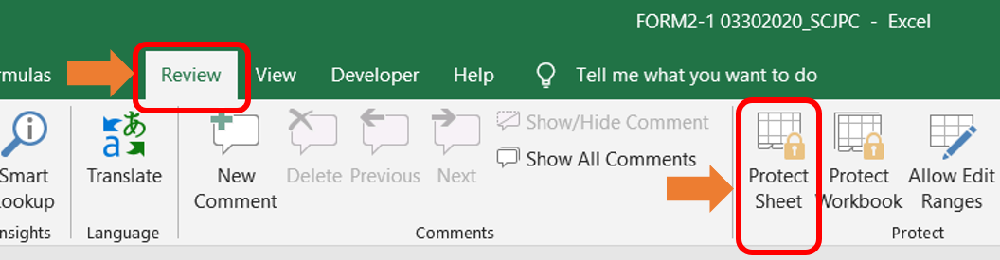 FORM2-1 03302020_SCJPC - Excel
rmulas Review View Developer Help Tell me what you want to do
Smart
ookup
Translate
New
Comment
Delete Previous Next
Show/Hide Comment
Show All Comments
Protect
Sheet
Protect
Workbook
Allow Edit
Ranges
nsights Language Comments Protect